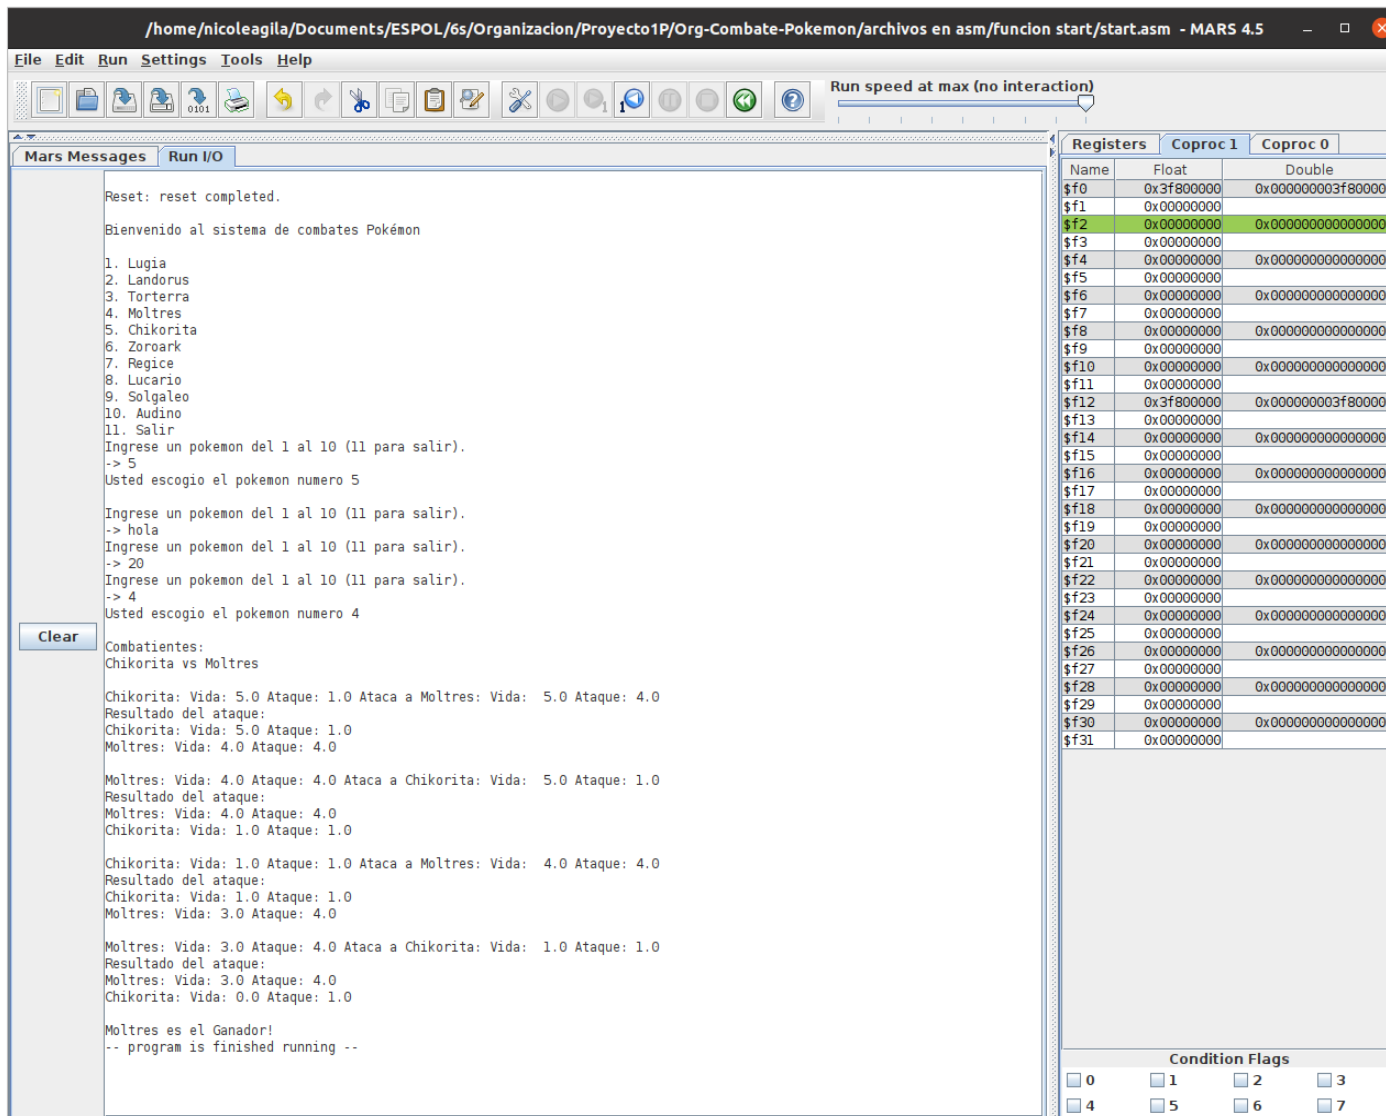 /home/nicoleagila/Documents/ESPOL/6s/Organizacion/Proyecto1P/Org-Combate-Pokemon/archivos en asm/funcion start/start.asm - MARS 4.5
File Edit Run Settings Tools Help
Run speed at max (no interaction)
Mars Messages Run I/O
Clear
Reset: reset completed.
Bienvenido al sistema de combates Pokémon
1. Lugia
2. Landorus
3. Torterra
4. Moltres
5. Chikorita
6. Zoroark
7. Regice
8. Lucario
9. Solgaleo
10. Audino
11. Salir
Ingrese un pokemon del 1 al 10 (11 para salir).
-> 5
Usted escogio el pokemon numero 5
Ingrese un pokemon del 1 al 10 (11 para salir).
-> hola
Ingrese un pokemon del 1 al 10 (11 para salir).
-> 20
Ingrese un pokemon del 1 al 10 (11 para salir).
-> 4
Usted escogio el pokemon numero 4
Combatientes:
Chikorita vs Moltres
Chikorita: Vida: 5.0 Ataque: 1.0 Ataca a Moltres: Vida:  5.0 Ataque: 4.0
Resultado del ataque:
Chikorita: Vida: 5.0 Ataque: 1.0
Moltres: Vida: 4.0 Ataque: 4.0
Moltres: Vida: 4.0 Ataque: 4.0 Ataca a Chikorita: Vida:  5.0 Ataque: 1.0
Resultado del ataque:
Moltres: Vida: 4.0 Ataque: 4.0
Chikorita: Vida: 1.0 Ataque: 1.0
Chikorita: Vida: 1.0 Ataque: 1.0 Ataca a Moltres: Vida:  4.0 Ataque: 4.0
Resultado del ataque:
Chikorita: Vida: 1.0 Ataque: 1.0
Moltres: Vida: 3.0 Ataque: 4.0
Moltres: Vida: 3.0 Ataque: 4.0 Ataca a Chikorita: Vida:  1.0 Ataque: 1.0
Resultado del ataque:
Moltres: Vida: 3.0 Ataque: 4.0
Chikorita: Vida: 0.0 Ataque: 1.0
Moltres es el Ganador!
-- program is finished running --
Registers Coproc 1 Coproc 0
Name Float Double
$f0 0x3f800000 0x000000003f80000
$f1 0x00000000
$f2 0x00000000 0x000000000000000
$f3 0x00000000
$f4 0x00000000 0x000000000000000
$f5 0x00000000
$f6 0x00000000 0x000000000000000
$f7 0x00000000
$f8 0x00000000 0x000000000000000
$f9 0x00000000
$f10 0x00000000 0x000000000000000
$f11 0x00000000
$f12 0x3f800000 0x000000003f80000
$f13 0x00000000
$f14 0x00000000 0x000000000000000
$f15 0x00000000
$f16 0x00000000 0x000000000000000
$f17 0x00000000
$f18 0x00000000 0x000000000000000
$f19 0x00000000
$f20 0x00000000 0x000000000000000
$f21 0x00000000
$f22 0x00000000 0x000000000000000
$f23 0x00000000
$f24 0x00000000 0x000000000000000
$f25 0x00000000
$f26 0x00000000 0x000000000000000
$f27 0x00000000
$f28 0x00000000 0x000000000000000
$f29 0x00000000
$f30 0x00000000 0x000000000000000
$f31 0x00000000
Condition Flags
0 1 2 3
4 5 6 7